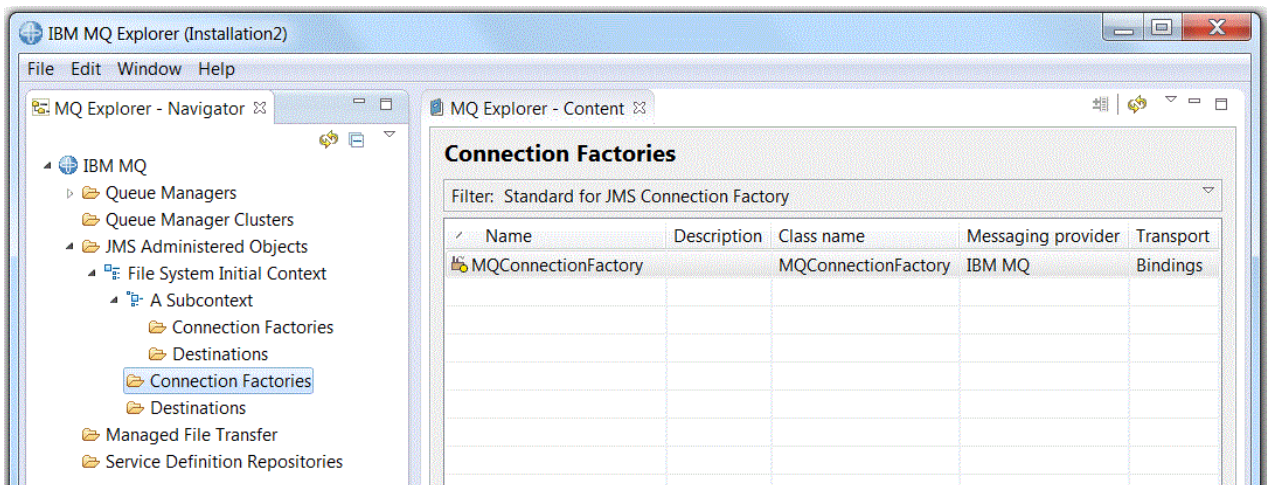 IBM MQ Explorer (Installation2)
File Edit Window Help
MQ Explorer - Navigator
IBM MQ
Queue Managers
Queue Manager Clusters
JMS Administered Objects
File System Initial Context
A Subcontext
Connection Factories
Destinations
Connection Factories
Destinations
Managed File Transfer
Service Definition Repositories
MQ Explorer - Content
Connection Factories
Filter: Standard for JMS Connection Factory
Name Description Class name Messaging provider Transport
MQConnectionFactory MQConnectionFactory IBM MQ Bindings